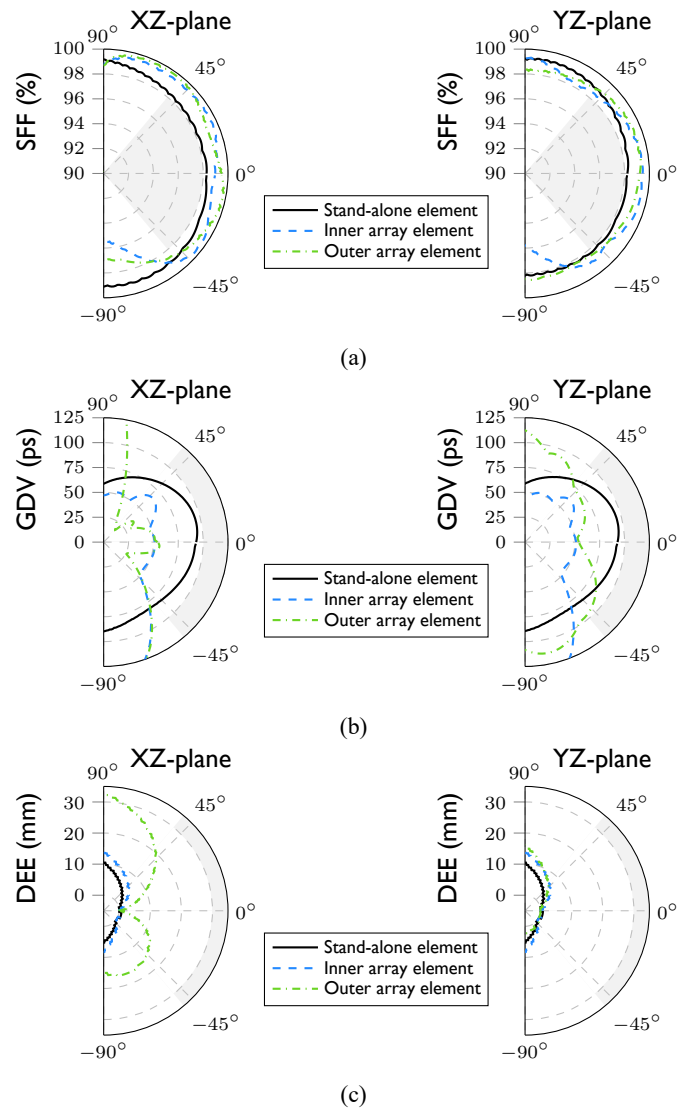 XZ-plane
90°
100
98
96
94
92
90
SFF (%)
45°
0°
−45°
−90°
YZ-plane
90°
100
98
96
94
92
90
SFF (%)
45°
0°
−45°
−90°
Stand-alone element
Inner array element
Outer array element
(a)
XZ-plane
90°
125
100
75
50
25
0
GDV (ps)
45°
0°
−45°
−90°
YZ-plane
90°
125
100
75
50
25
0
GDV (ps)
45°
0°
−45°
−90°
Stand-alone element
Inner array element
Outer array element
(b)
XZ-plane
90°
30
20
10
0
DEE (mm)
45°
0°
−45°
−90°
YZ-plane
90°
30
20
10
0
DEE (mm)
45°
0°
−45°
−90°
Stand-alone element
Inner array element
Outer array element
(c)